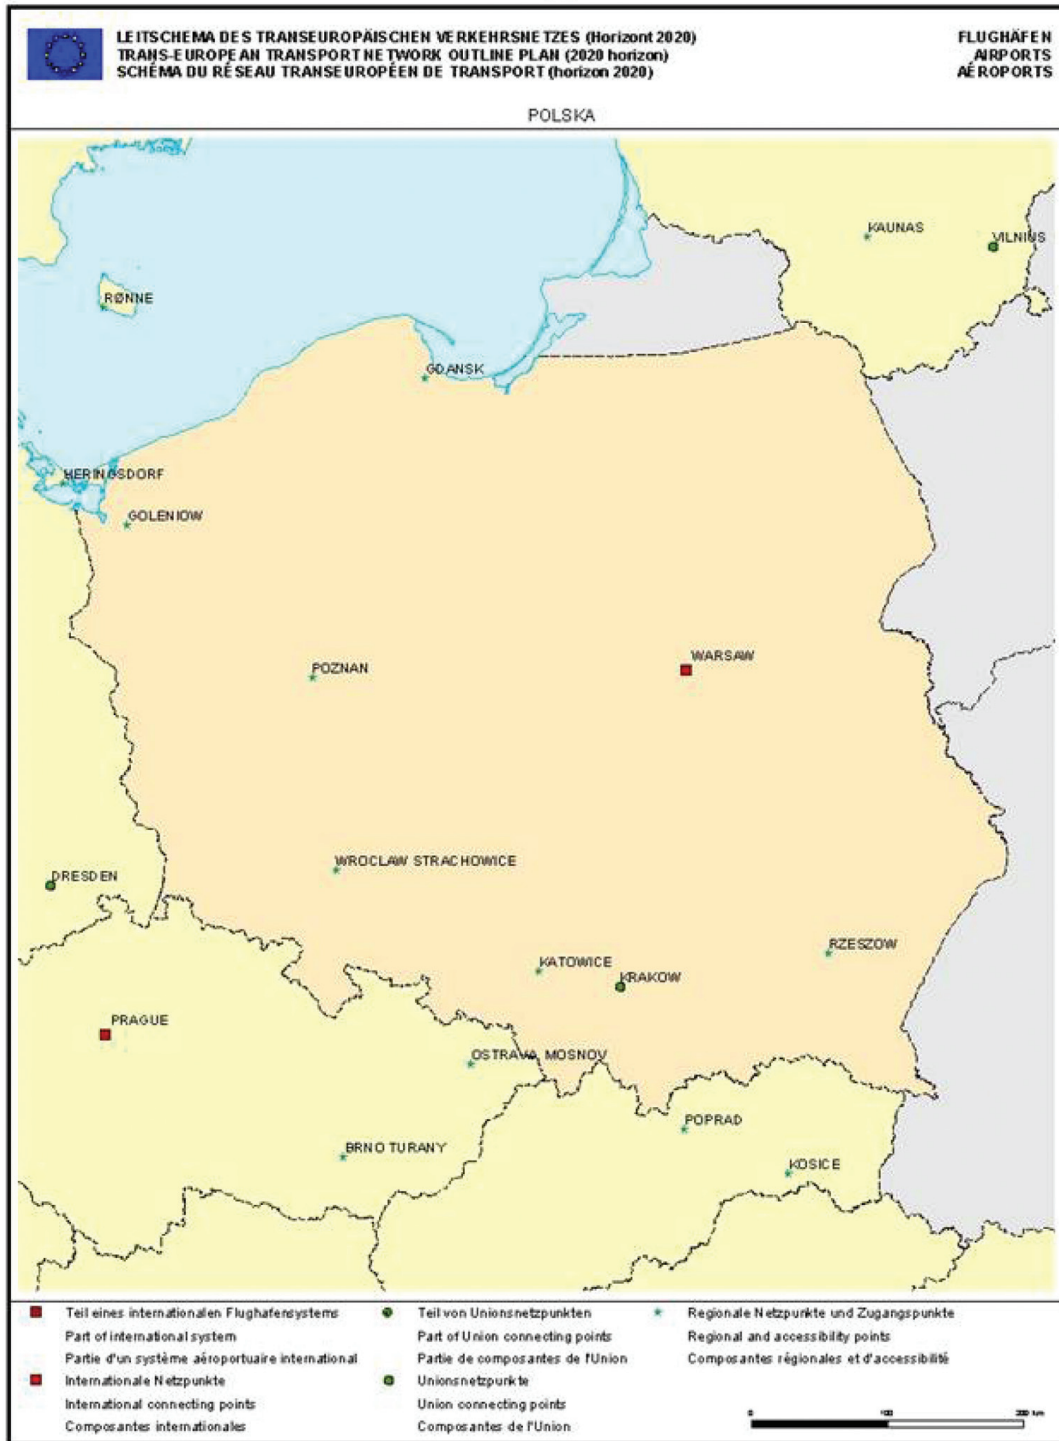 LEITSCHEMA DES TRANSEUROPÄISCHEN VERKEHRSNETZES (Horizont 2020)
TRANS-EUROPEAN TRANSPORT NETWORK OUTLINE PLAN (2020 horizon)
SCHÉMA DU RÉSEAU TRANSEUROPÉEN DE TRANSPORT (horizon 2020)
FLUGHÄFEN
AIRPORTS
AÉROPORTS
POLSKA
KAUNAS
VILNIUS
RØNNE
GDANSK
HERINGSDORF
GOLENIOW
WARSAW
POZNAN
WROCLAW STRACHOWICE
DRESDEN
RZESZOW
KATOWICE
KRAKOW
PRAGUE
OSTRAVA MOSNOV
POPRAD
BRNO TURANY
KOSICE
Teil eines internationalen Flughafensystems
Part of international system
Partie d'un système aéroportuaire international
Internationale Netzpunkte
International connecting points
Composantes internationales
Teil von Unionsnetzpunkten
Part of Union connecting points
Partie de composantes de l'Union
Unionsnetzpunkte
Union connecting points
Composantes de l'Union
Regionale Netzpunkte und Zugangspunkte
Regional and accessibility points
Composantes régionales et d'accessibilité
0 100 200 km